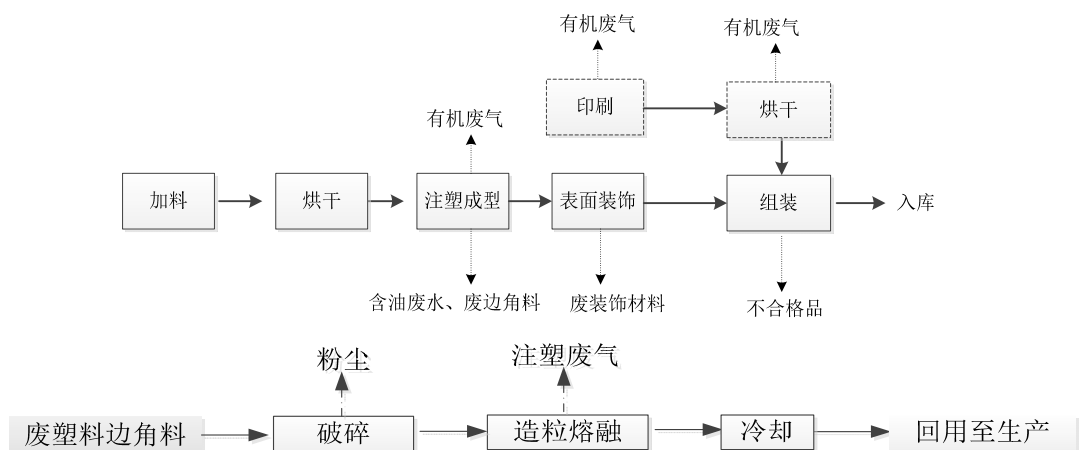 有机废气 有机废气
印刷 烘干
有机废气
加料 烘干 注塑成型 表面装饰 组装 入库
含油废水、废边角料 废装饰材料 不合格品
粉尘 注塑废气
废塑料边角料 破碎 造粒熔融 冷却 回用至生产